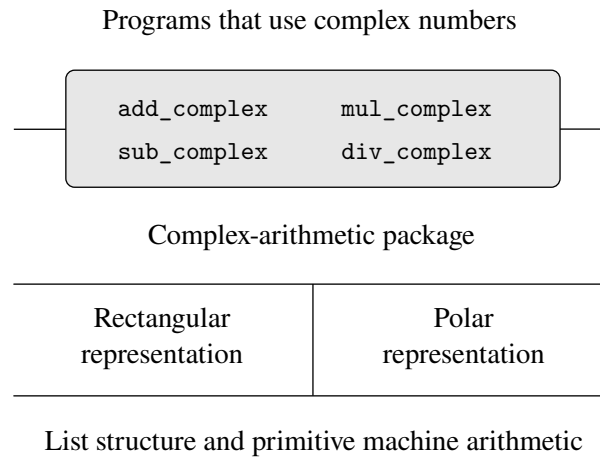 Programs that use complex numbers
add_complex mul_complex
sub_complex div_complex
Complex-arithmetic package
Rectangular
representation
Polar
representation
List structure and primitive machine arithmetic